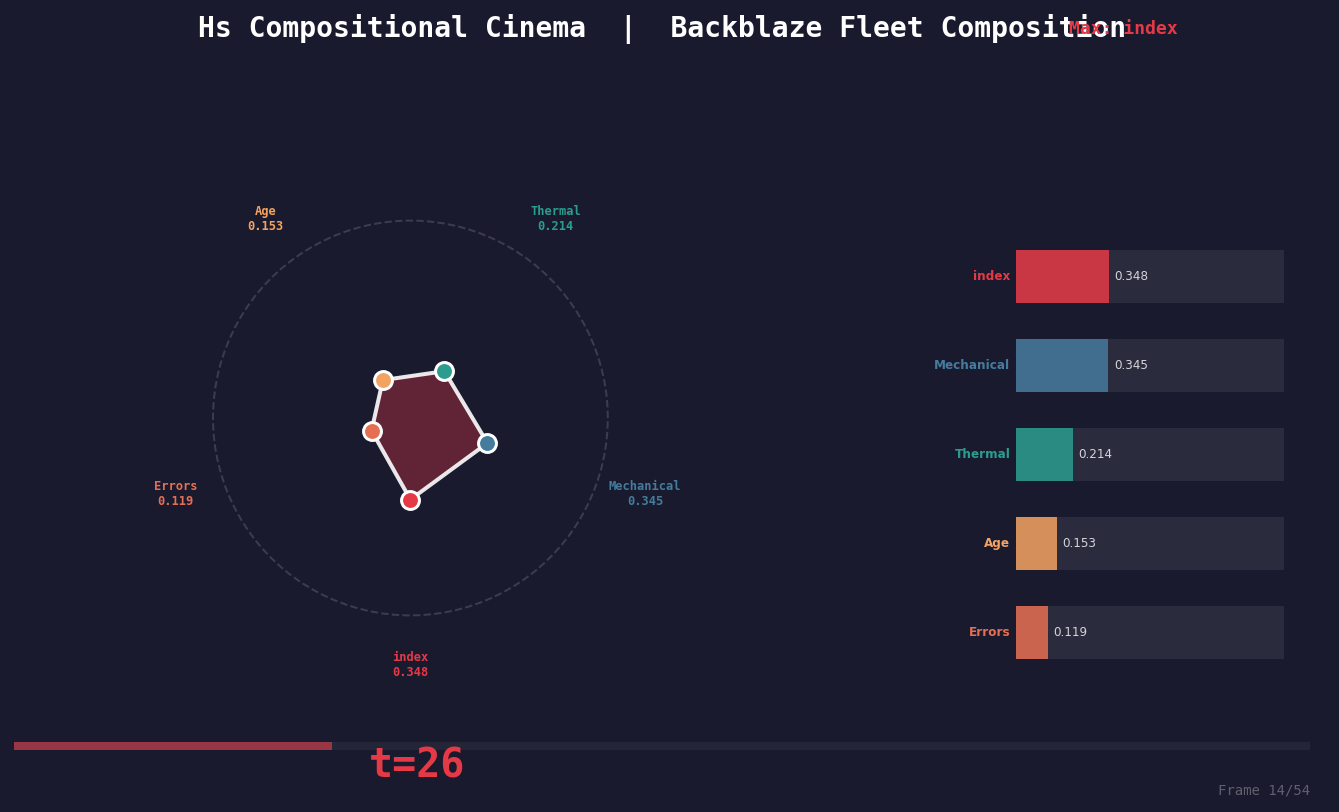 Hs Compositional Cinema | Backblaze Fleet Composition
Max: index
Age
0.153
Thermal
0.214
Errors
0.119
Mechanical
0.345
index
0.348
index 0.348
Mechanical 0.345
Thermal 0.214
Age 0.153
Errors 0.119
t=26
Frame 14/54